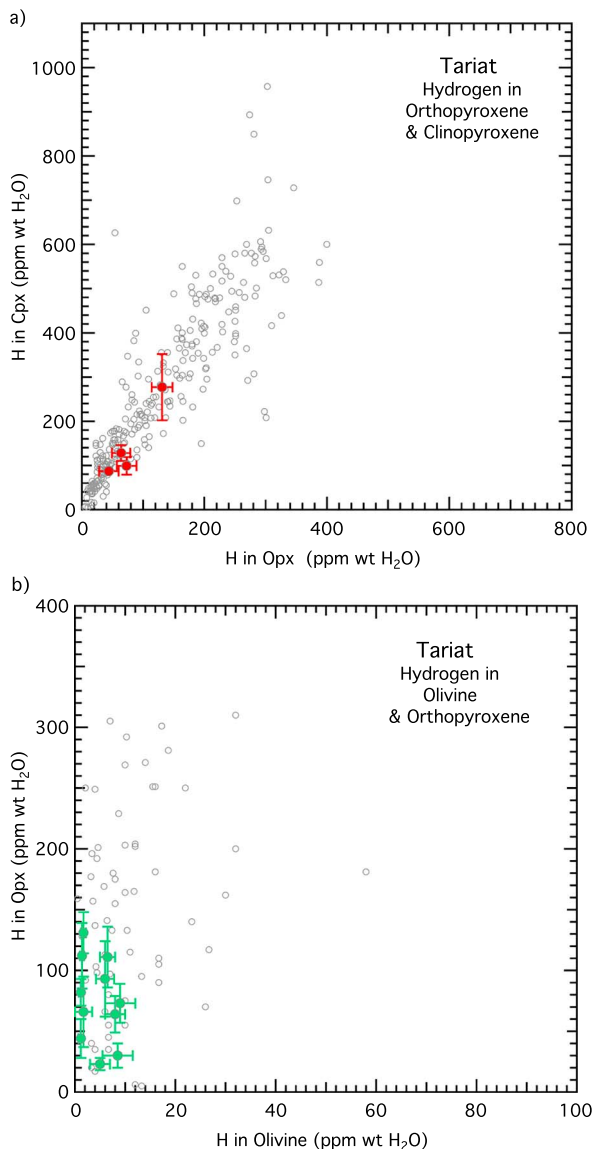 a)
1000
800
600
400
200
0
H in Cpx (ppm wt H2O)
Tariat
Hydrogen in
Orthopyroxene
& Clinopyroxene
0 200 400 600 800
H in Opx (ppm wt H2O)
b)
400
300
200
100
0
H in Opx (ppm wt H2O)
Tariat
Hydrogen in
Olivine
& Orthopyroxene
0 20 40 60 80 100
H in Olivine (ppm wt H2O)